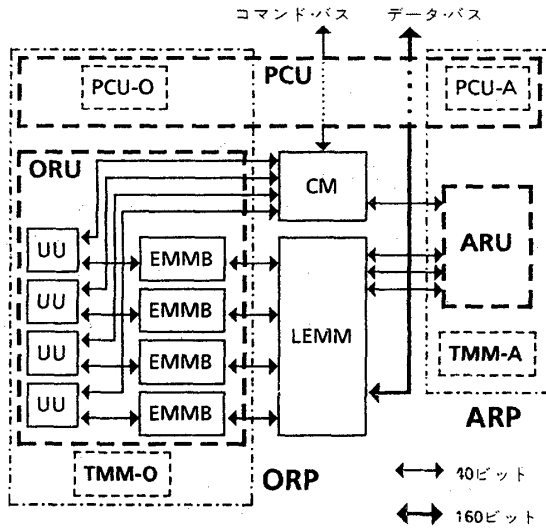 コマンド・バス
データ・バス
PCU-O
PCU
PCU-A
ORU
CM
ARU
UU
EMMB
UU
EMMB
LEMM
UU
EMMB
TMM-A
UU
EMMB
ARP
TMM-O
ORP
40ビット
160ビット